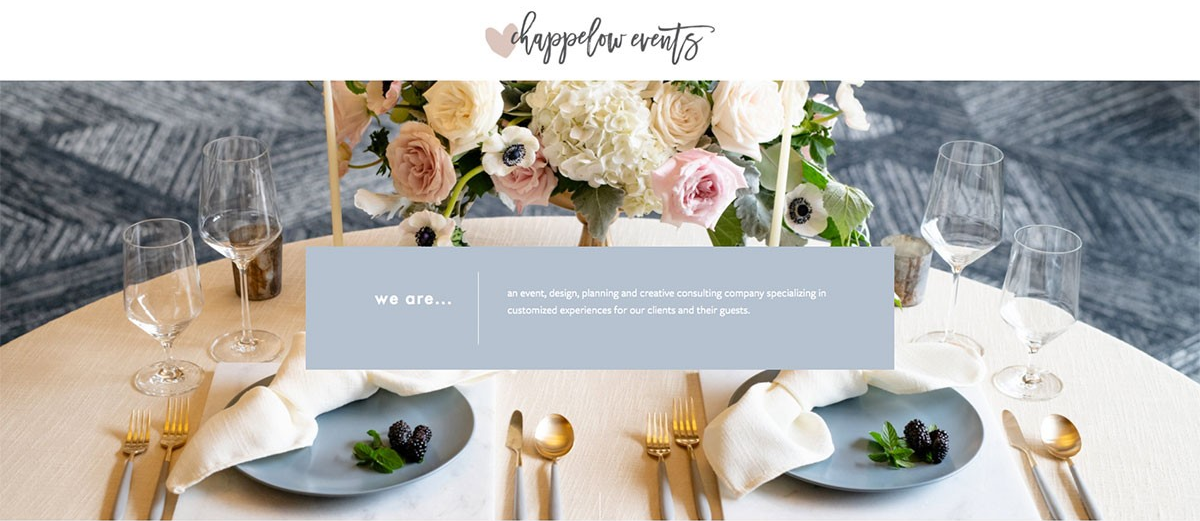 chappelow events
we are...
an event, design, planning and creative consulting company specializing in
customized experiences for our clients and their guests.